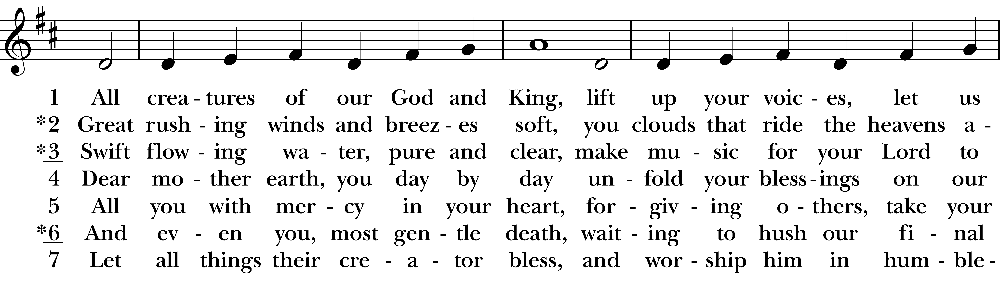 1 All crea - tures of our God and King, lift up your voic - es, let us
*2 Great rush - ing winds and breez - es soft, you clouds that ride the heavens a -
*3 Swift flow - ing wa - ter, pure and clear, make mu - sic for your Lord to
4 Dear mo - ther earth, you day by day un - fold your bless - ings on our
5 All you with mer - cy in your heart, for - giv - ing o - thers, take your
*6 And ev - en you, most gen - tle death, wait - ing to hush our fi - nal
7 Let all things their cre - a - tor bless, and wor - ship him in hum - ble -